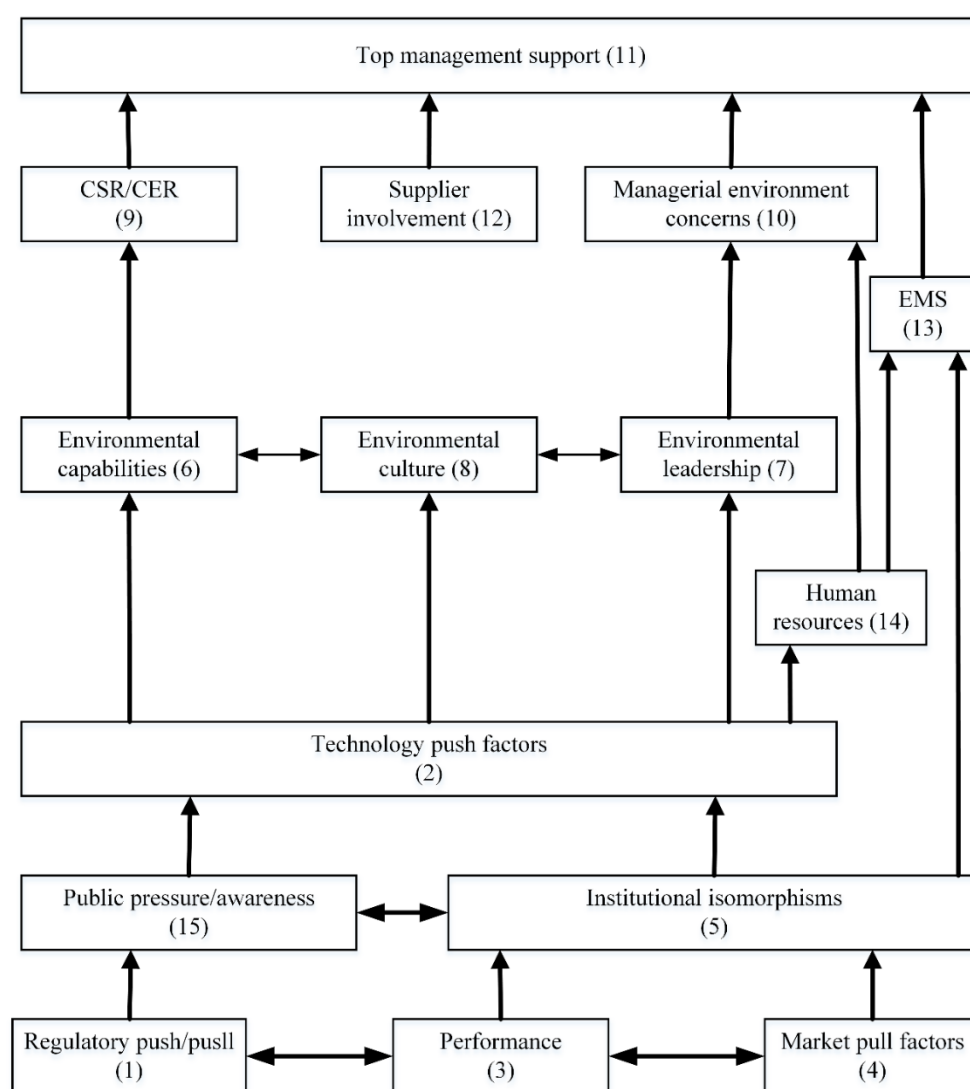 Top management support (11)
CSR/CER
(9)
Supplier
involvement (12)
Managerial environment
concerns (10)
EMS
(13)
Environmental
capabilities (6)
Environmental
culture (8)
Environmental
leadership (7)
Human
resources (14)
Technology push factors
(2)
Public pressure/awareness
(15)
Institutional isomorphisms
(5)
Regulatory push/pusll
(1)
Performance
(3)
Market pull factors
(4)